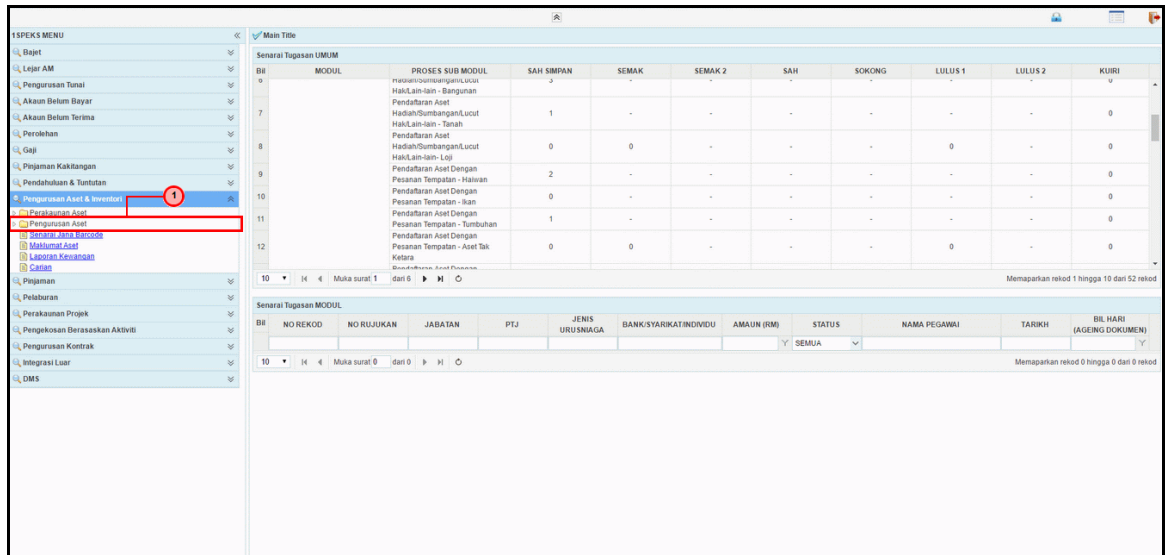 1SPEKS MENU
Main Title
Bajet
Lejar AM
Pengurusan Tunai
Akaun Belum Bayar
Akaun Belum Terima
Perolehan
Gaji
Pinjaman Kakitangan
Pendahuluan & Tuntutan
Pengurusan Aset & Inventori
1
Perakaunan Aset
Pengurusan Aset
Senarai Jana Barcode
Maklumat Aset
Laporan Kewangan
Carian
Pinjaman
Pelaburan
Perakaunan Projek
Pengekosan Berasaskan Aktiviti
Pengurusan Kontrak
Integrasi Luar
DMS
Senarai Tugasan UMUM
Bil MODUL PROSES SUB MODUL SAH SIMPAN SEMAK SEMAK 2 SAH SOKONG LULUS 1 LULUS 2 KUIRI
6 Hadiah/Sumbangan/Lucut 3 - - - - - - 0
Hak/Lain-lain - Bangunan
Pendaftaran Aset
7 Hadiah/Sumbangan/Lucut 1 - - - - - - 0
Hak/Lain-lain - Tanah
Pendaftaran Aset
8 Hadiah/Sumbangan/Lucut 0 0 - - - 0 - 0
Hak/Lain-lain- Loji
9 Pendaftaran Aset Dengan 2 - - - - - - 0
Pesanan Tempatan - Haiwan
10 Pendaftaran Aset Dengan 0 - - - - - - 0
Pesanan Tempatan - Ikan
11 Pendaftaran Aset Dengan 1 - - - - - - 0
Pesanan Tempatan - Tumbuhan
Pendaftaran Aset Dengan
12 Pesanan Tempatan - Aset Tak 0 0 - - - 0 - 0
Ketara
Pendaftaran Aset Dengan
10 Muka surat 1 dari 6 Memaparkan rekod 1 hingga 10 dari 52 rekod
Senarai Tugasan MODUL
Bil NO REKOD NO RUJUKAN JABATAN PTJ JENIS URUSNIAGA BANK/SYARIKAT/INDIVIDU AMAUN (RM) STATUS NAMA PEGAWAI TARIKH BIL HARI (AGEING DOKUMEN)
SEMUA
10 Muka surat 0 dari 0 Memaparkan rekod 0 hingga 0 dari 0 rekod